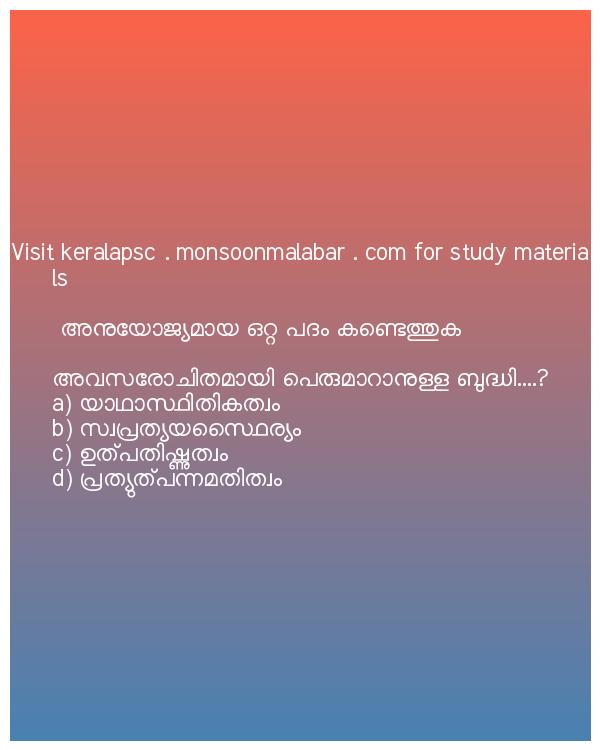 Visit keralapsc . monsoonmalabar . com for study materia
ls
അനുയോജ്യമായ ഒറ്റ പദം കണ്ടെത്തുക
അവസരോചിതമായി പെരുമാറാനുള്ള ബുദ്ധി....?
a) യാഥാസ്ഥിതികത്വം
b) സ്വപ്രത്യയസ്ഥൈര്യം
c) ഉത്പതിഷ്ണുത്വം
d) പ്രത്യുത്പന്നമതിത്വം